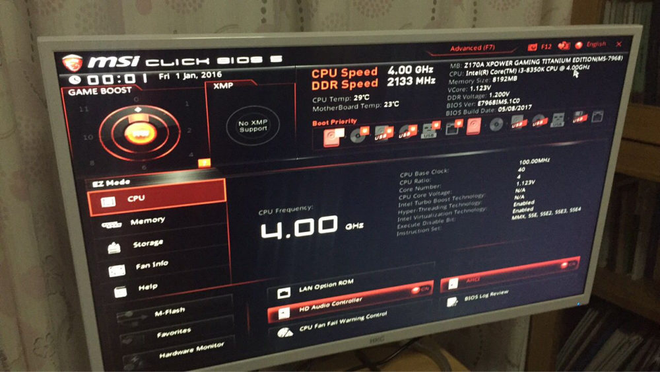 msi CLICK BIOS 5
Advanced (F7)
F12
English
X
00:01
Fri 1 Jan, 2016
CPU Speed 4.00 GHz
DDR Speed 2133 MHz
MB: Z170A XPOWER GAMING TITANIUM EDITION(MS-7968)
CPU: Intel(R) Core(TM) i3-8350K CPU @ 4.00GHz
Memory Size: 8192MB
VCore: 1.123V
DDR Voltage: 1.200V
BIOS Ver: E7968IMS.1C0
BIOS Build Date: 05/08/2017
CPU Temp: 29°C
MotherBoard Temp: 23°C
GAME BOOST
XMP
No XMP
Support
Boot Priority
EZ Mode
CPU
Memory
Storage
Fan Info
Help
M-Flash
Favorites
Hardware Monitor
CPU Frequency:
4.00 GHz
CPU Base Clock: 100.00MHz
CPU Ratio: 40
Core Number: 4
CPU Core Voltage: 1.123V
Intel Turbo Boost Technology: N/A
Hyper-Threading Technology: N/A
Intel Virtualization Technology: Enabled
Execute Disable Bit: Enabled
Instruction Set: MMX, SSE, SSE2, SSE3, SSE4
LAN Option ROM
HD Audio Controller
CPU Fan Fail Warning Control
AHCI
BIOS Log Review